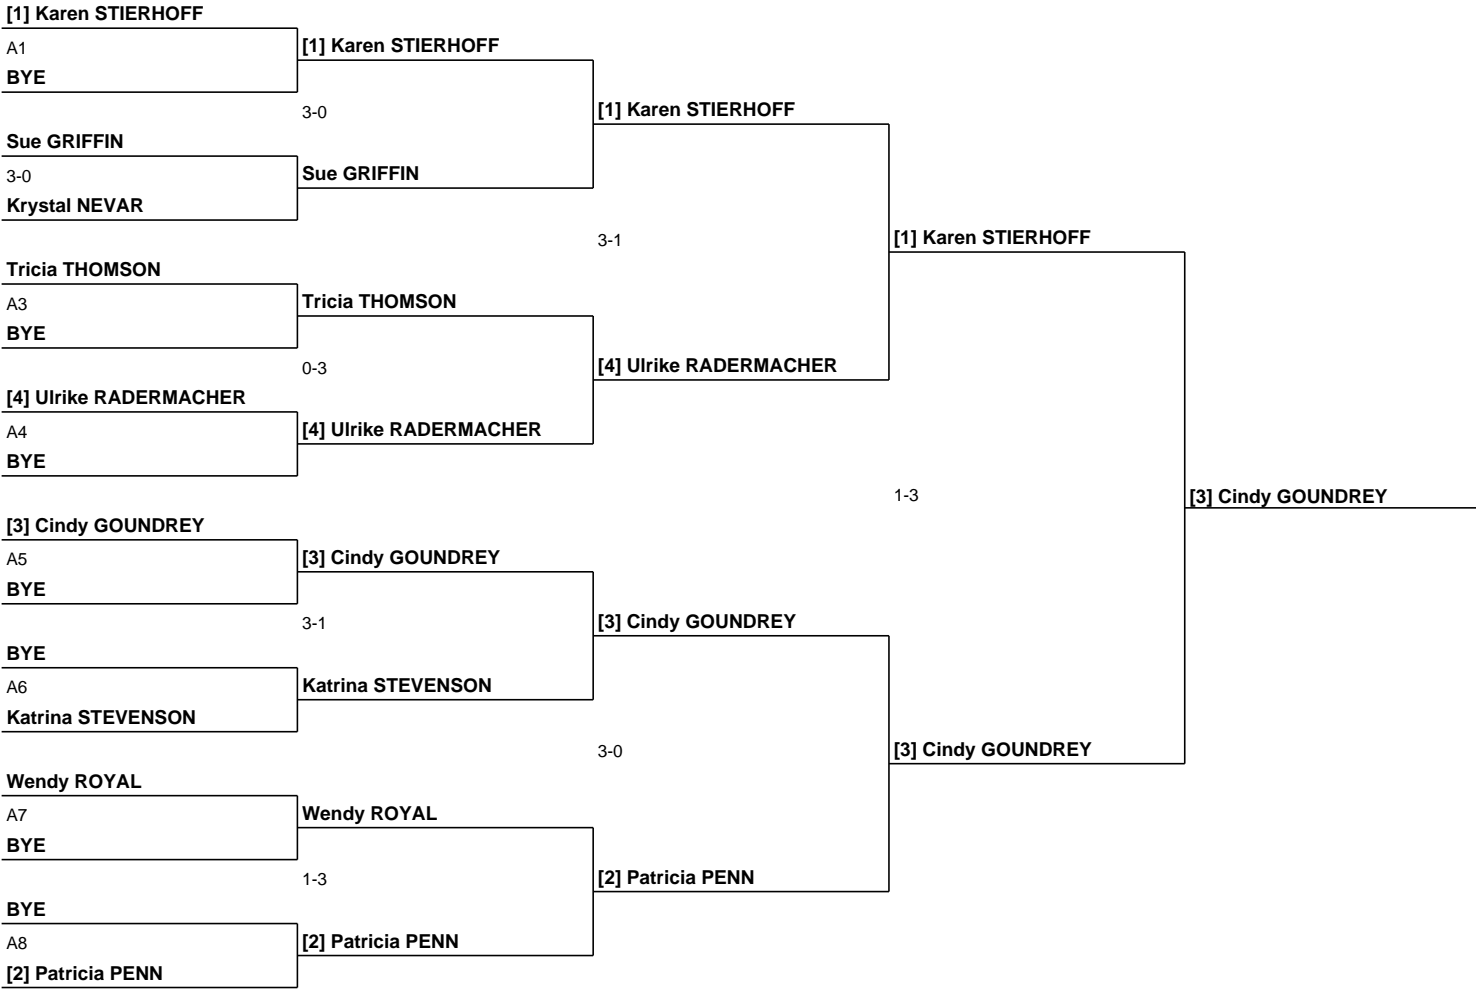 [1] Karen STIERHOFF
A1
BYE
Sue GRIFFIN
3-0
Krystal NEVAR
Tricia THOMSON
A3
BYE
[4] Ulrike RADERMACHER
A4
BYE
[3] Cindy GOUNDREY
A5
BYE
BYE
A6
Katrina STEVENSON
Wendy ROYAL
A7
BYE
BYE
A8
[2] Patricia PENN
[1] Karen STIERHOFF
3-0
Sue GRIFFIN
Tricia THOMSON
0-3
[4] Ulrike RADERMACHER
[3] Cindy GOUNDREY
3-1
Katrina STEVENSON
Wendy ROYAL
1-3
[2] Patricia PENN
[1] Karen STIERHOFF
3-1
[4] Ulrike RADERMACHER
[3] Cindy GOUNDREY
3-0
[2] Patricia PENN
[1] Karen STIERHOFF
1-3
[3] Cindy GOUNDREY
[3] Cindy GOUNDREY